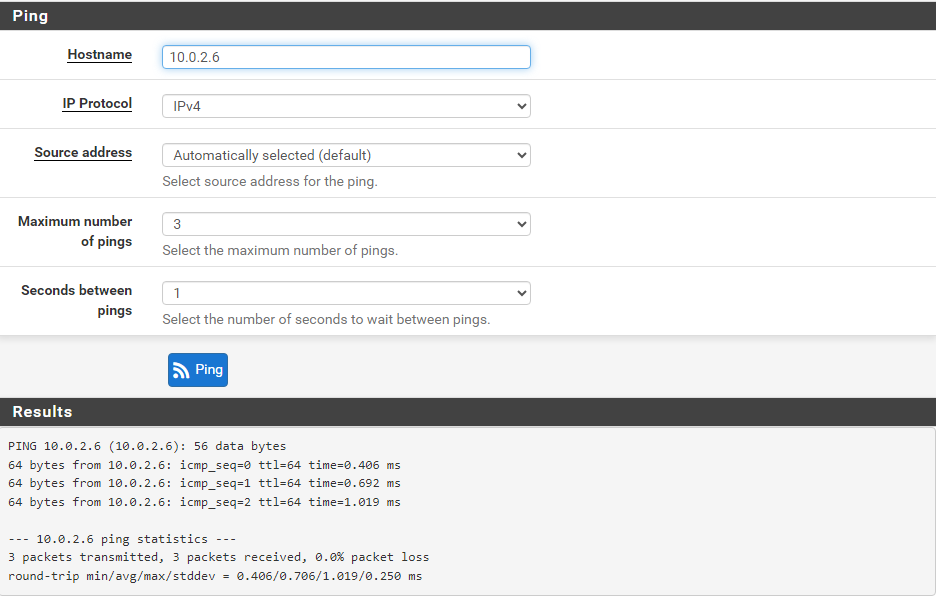 Ping
Hostname
10.0.2.6
IP Protocol
IPv4
Source address
Automatically selected (default)
Select source address for the ping.
Maximum number
of pings
3
Select the maximum number of pings.
Seconds between
pings
1
Select the number of seconds to wait between pings.
Ping
Results
PING 10.0.2.6 (10.0.2.6): 56 data bytes
64 bytes from 10.0.2.6: icmp_seq=0 ttl=64 time=0.406 ms
64 bytes from 10.0.2.6: icmp_seq=1 ttl=64 time=0.692 ms
64 bytes from 10.0.2.6: icmp_seq=2 ttl=64 time=1.019 ms
--- 10.0.2.6 ping statistics ---
3 packets transmitted, 3 packets received, 0.0% packet loss
round-trip min/avg/max/stddev = 0.406/0.706/1.019/0.250 ms